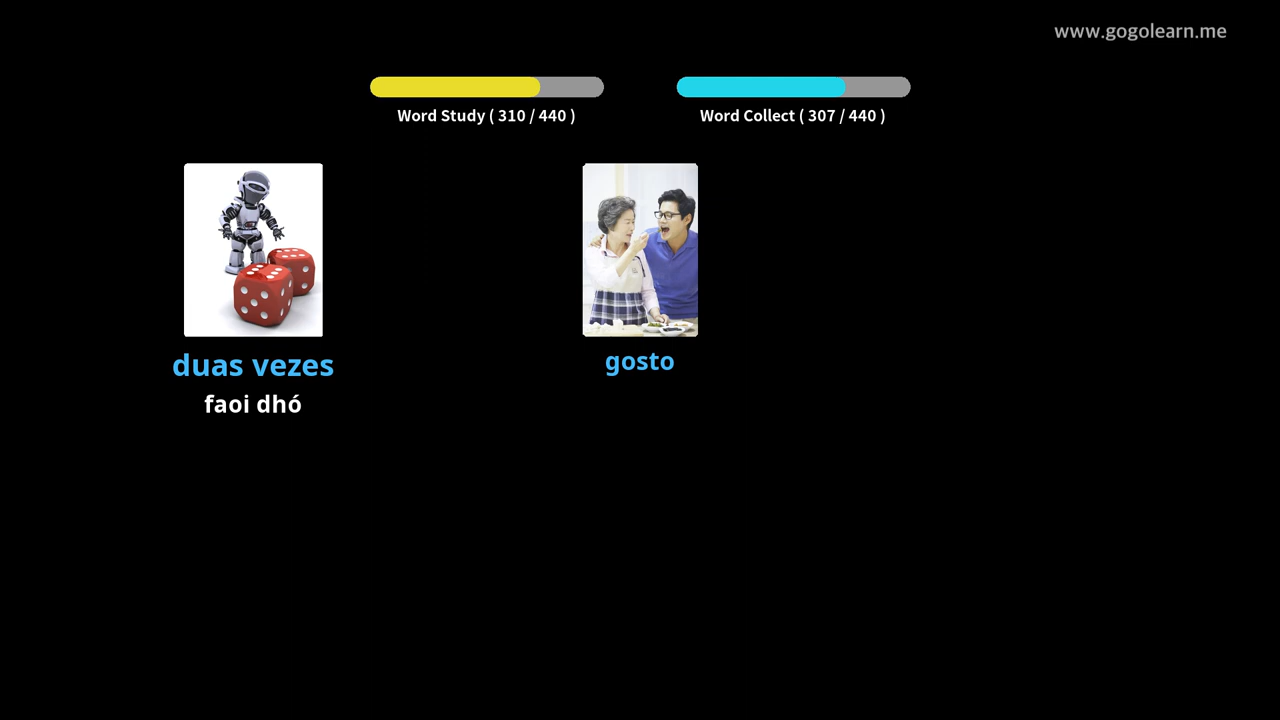 www.gogolearn.me
Word Study ( 310 / 440 )
Word Collect ( 307 / 440 )
duas vezes
faoi dhó
gosto